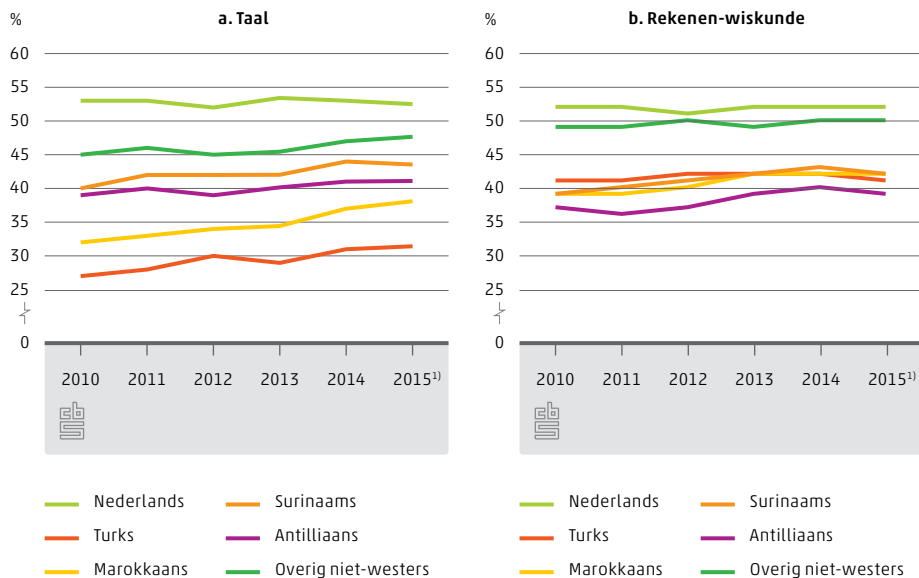 %
a. Taal
60
55
50
45
40
35
30
25
0
2010 2011 2012 2013 2014 2015¹⁾
cbs
Nederlands
Turks
Marokkaans
Surinaams
Antilliaans
Overig niet-westers
%
b. Rekenen-wiskunde
60
55
50
45
40
35
30
25
0
2010 2011 2012 2013 2014 2015¹⁾
cbs
Nederlands
Turks
Marokkaans
Surinaams
Antilliaans
Overig niet-westers